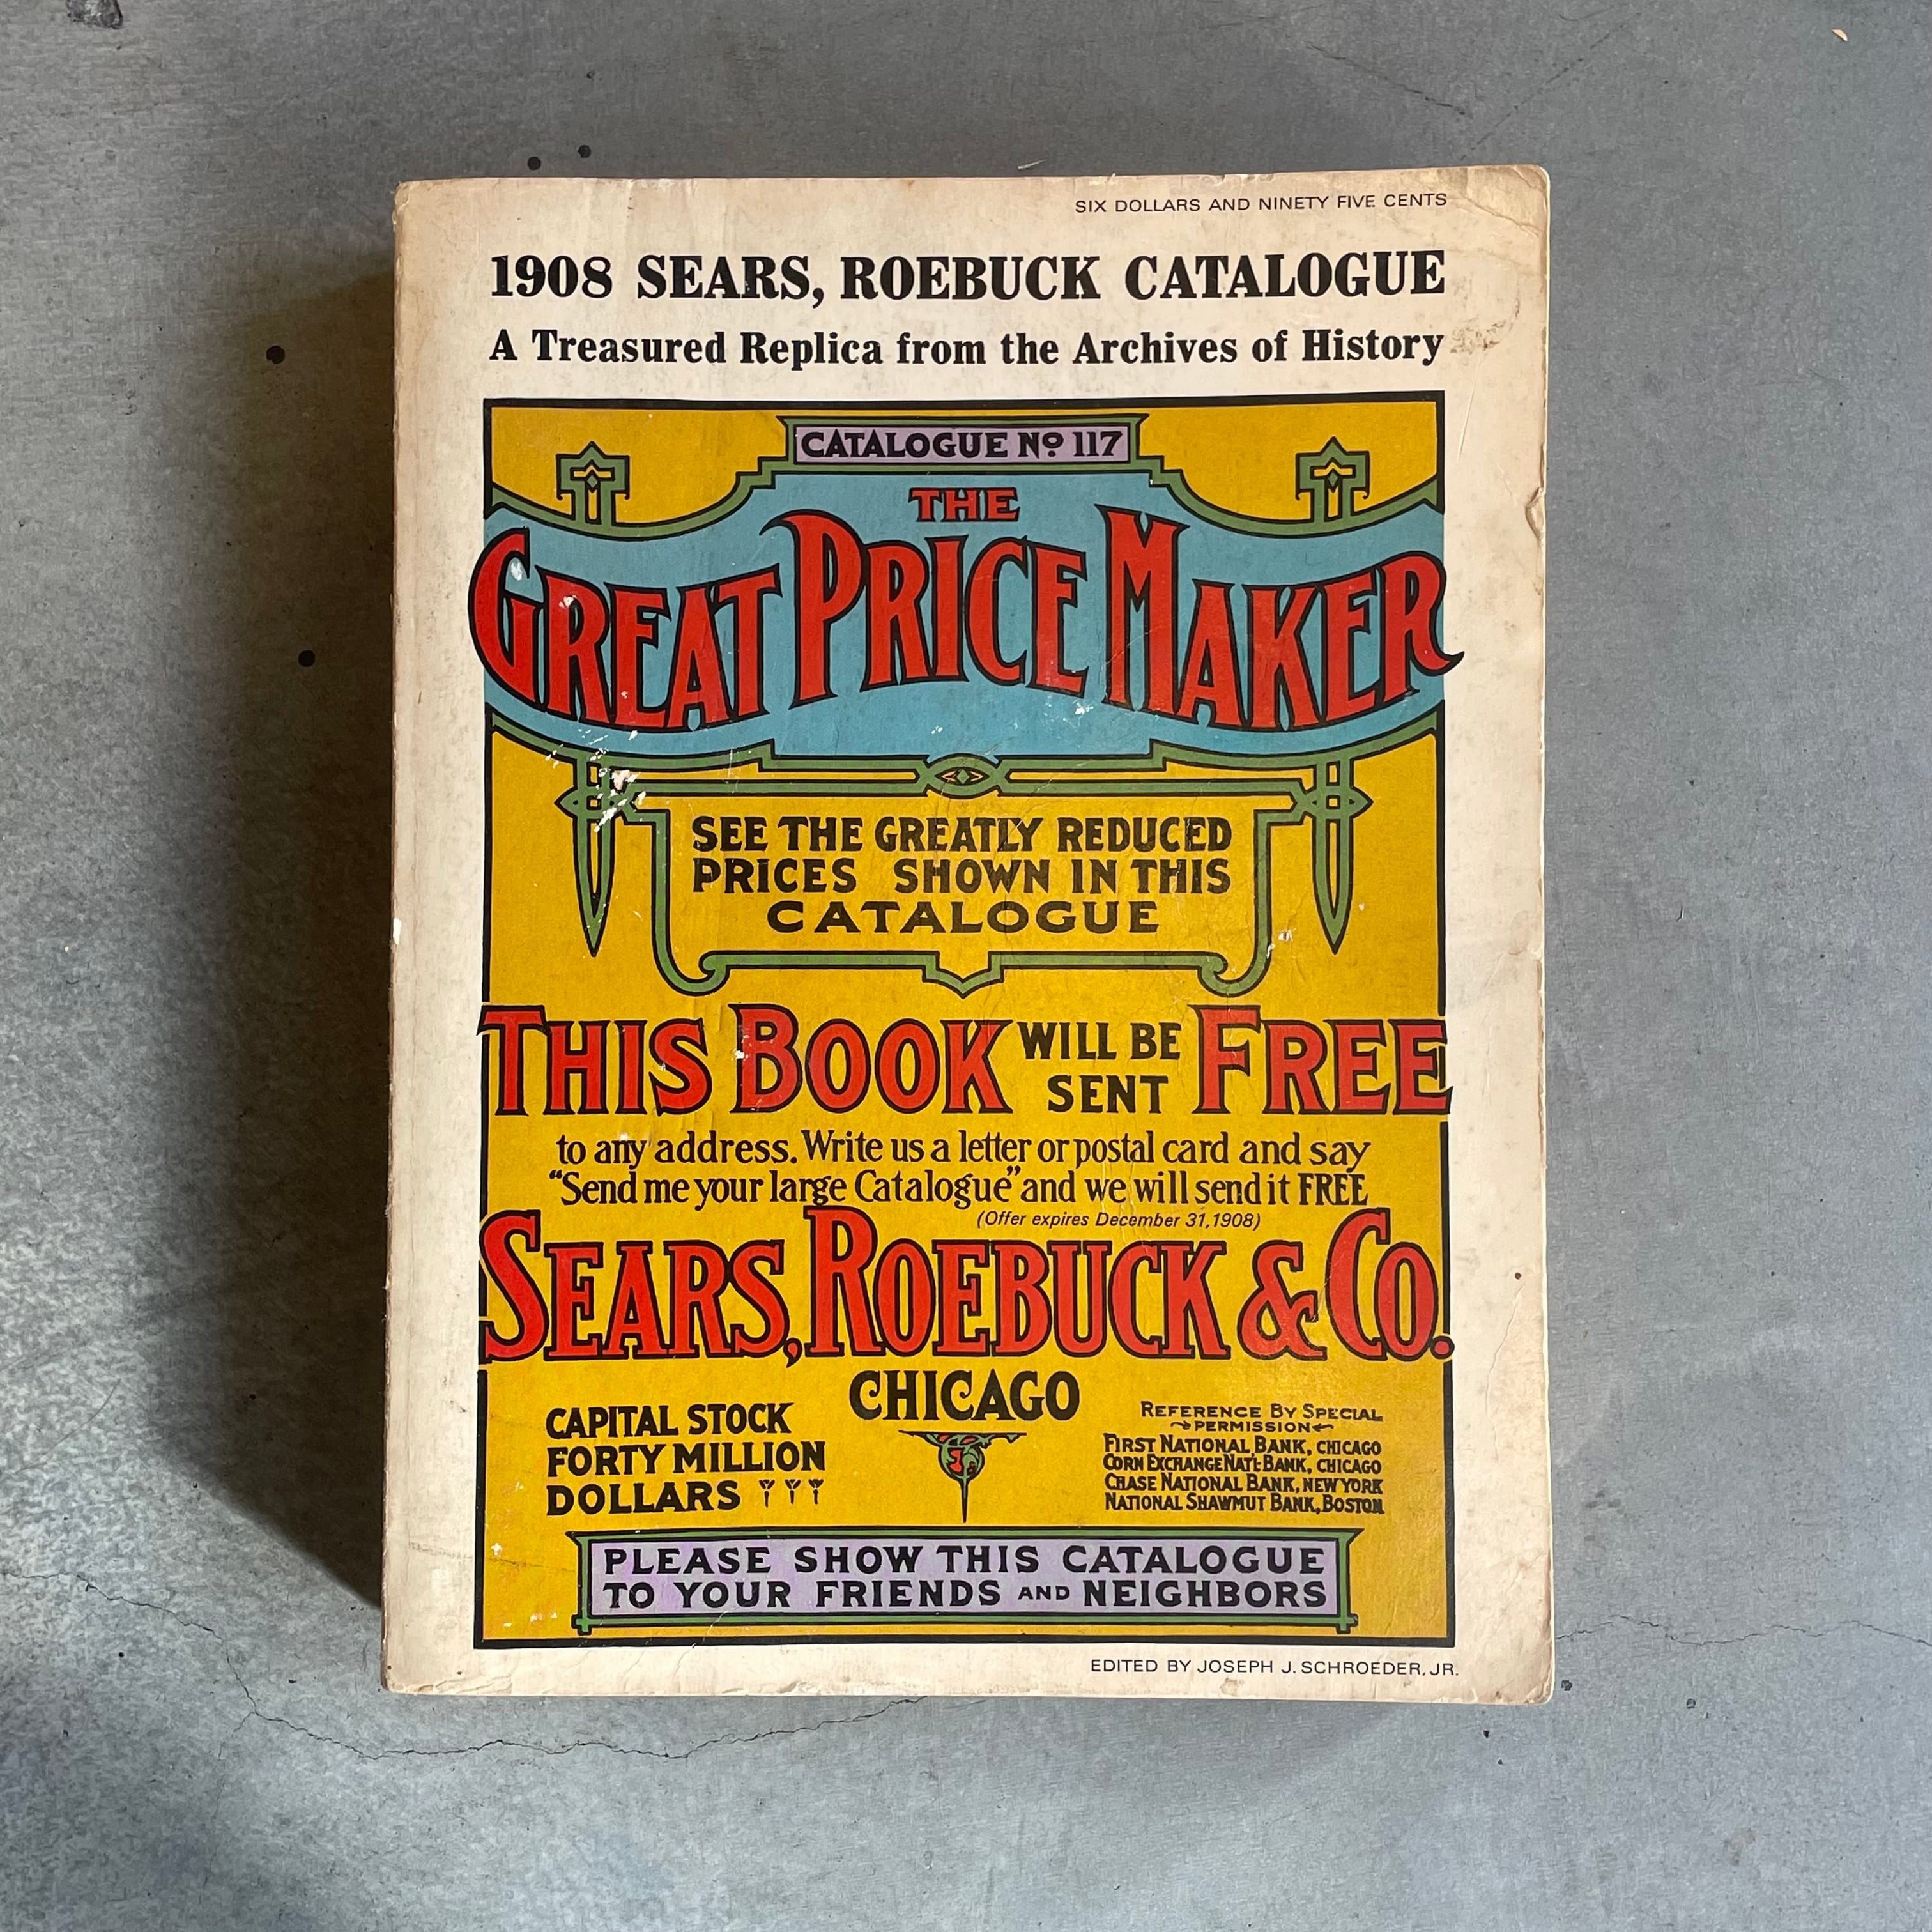 SIX DOLLARS AND NINETY FIVE CENTS
1908 SEARS, ROEBUCK CATALOGUE
A Treasured Replica from the Archives of History
CATALOGUE No 117
THE
GREAT PRICE MAKER
SEE THE GREATLY REDUCED
PRICES SHOWN IN THIS
CATALOGUE
THIS BOOK WILL BE SENT FREE
to any address. Write us a letter or postal card and say
“Send me your large Catalogue” and we will send it FREE
(Offer expires December 31, 1908)
SEARS, ROEBUCK & CO.
CHICAGO
CAPITAL STOCK
FORTY MILLION
DOLLARS
REFERENCE BY SPECIAL
PERMISSION
FIRST NATIONAL BANK, CHICAGO
CORN EXCHANGE NAT'L BANK, CHICAGO
CHASE NATIONAL BANK, NEW YORK
NATIONAL SHAWMUT BANK, BOSTON
PLEASE SHOW THIS CATALOGUE
TO YOUR FRIENDS AND NEIGHBORS
EDITED BY JOSEPH J. SCHROEDER, JR.